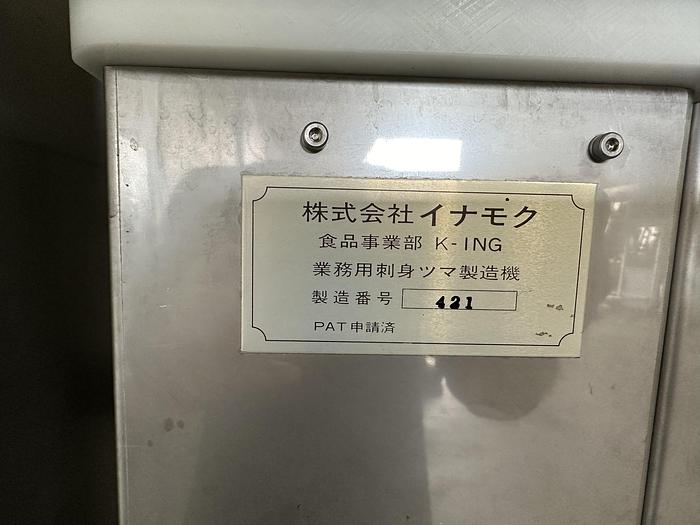 株式会社イナモク
食品事業部 K-ING
業務用刺身ツマ製造機
製造番号 421
PAT申請済